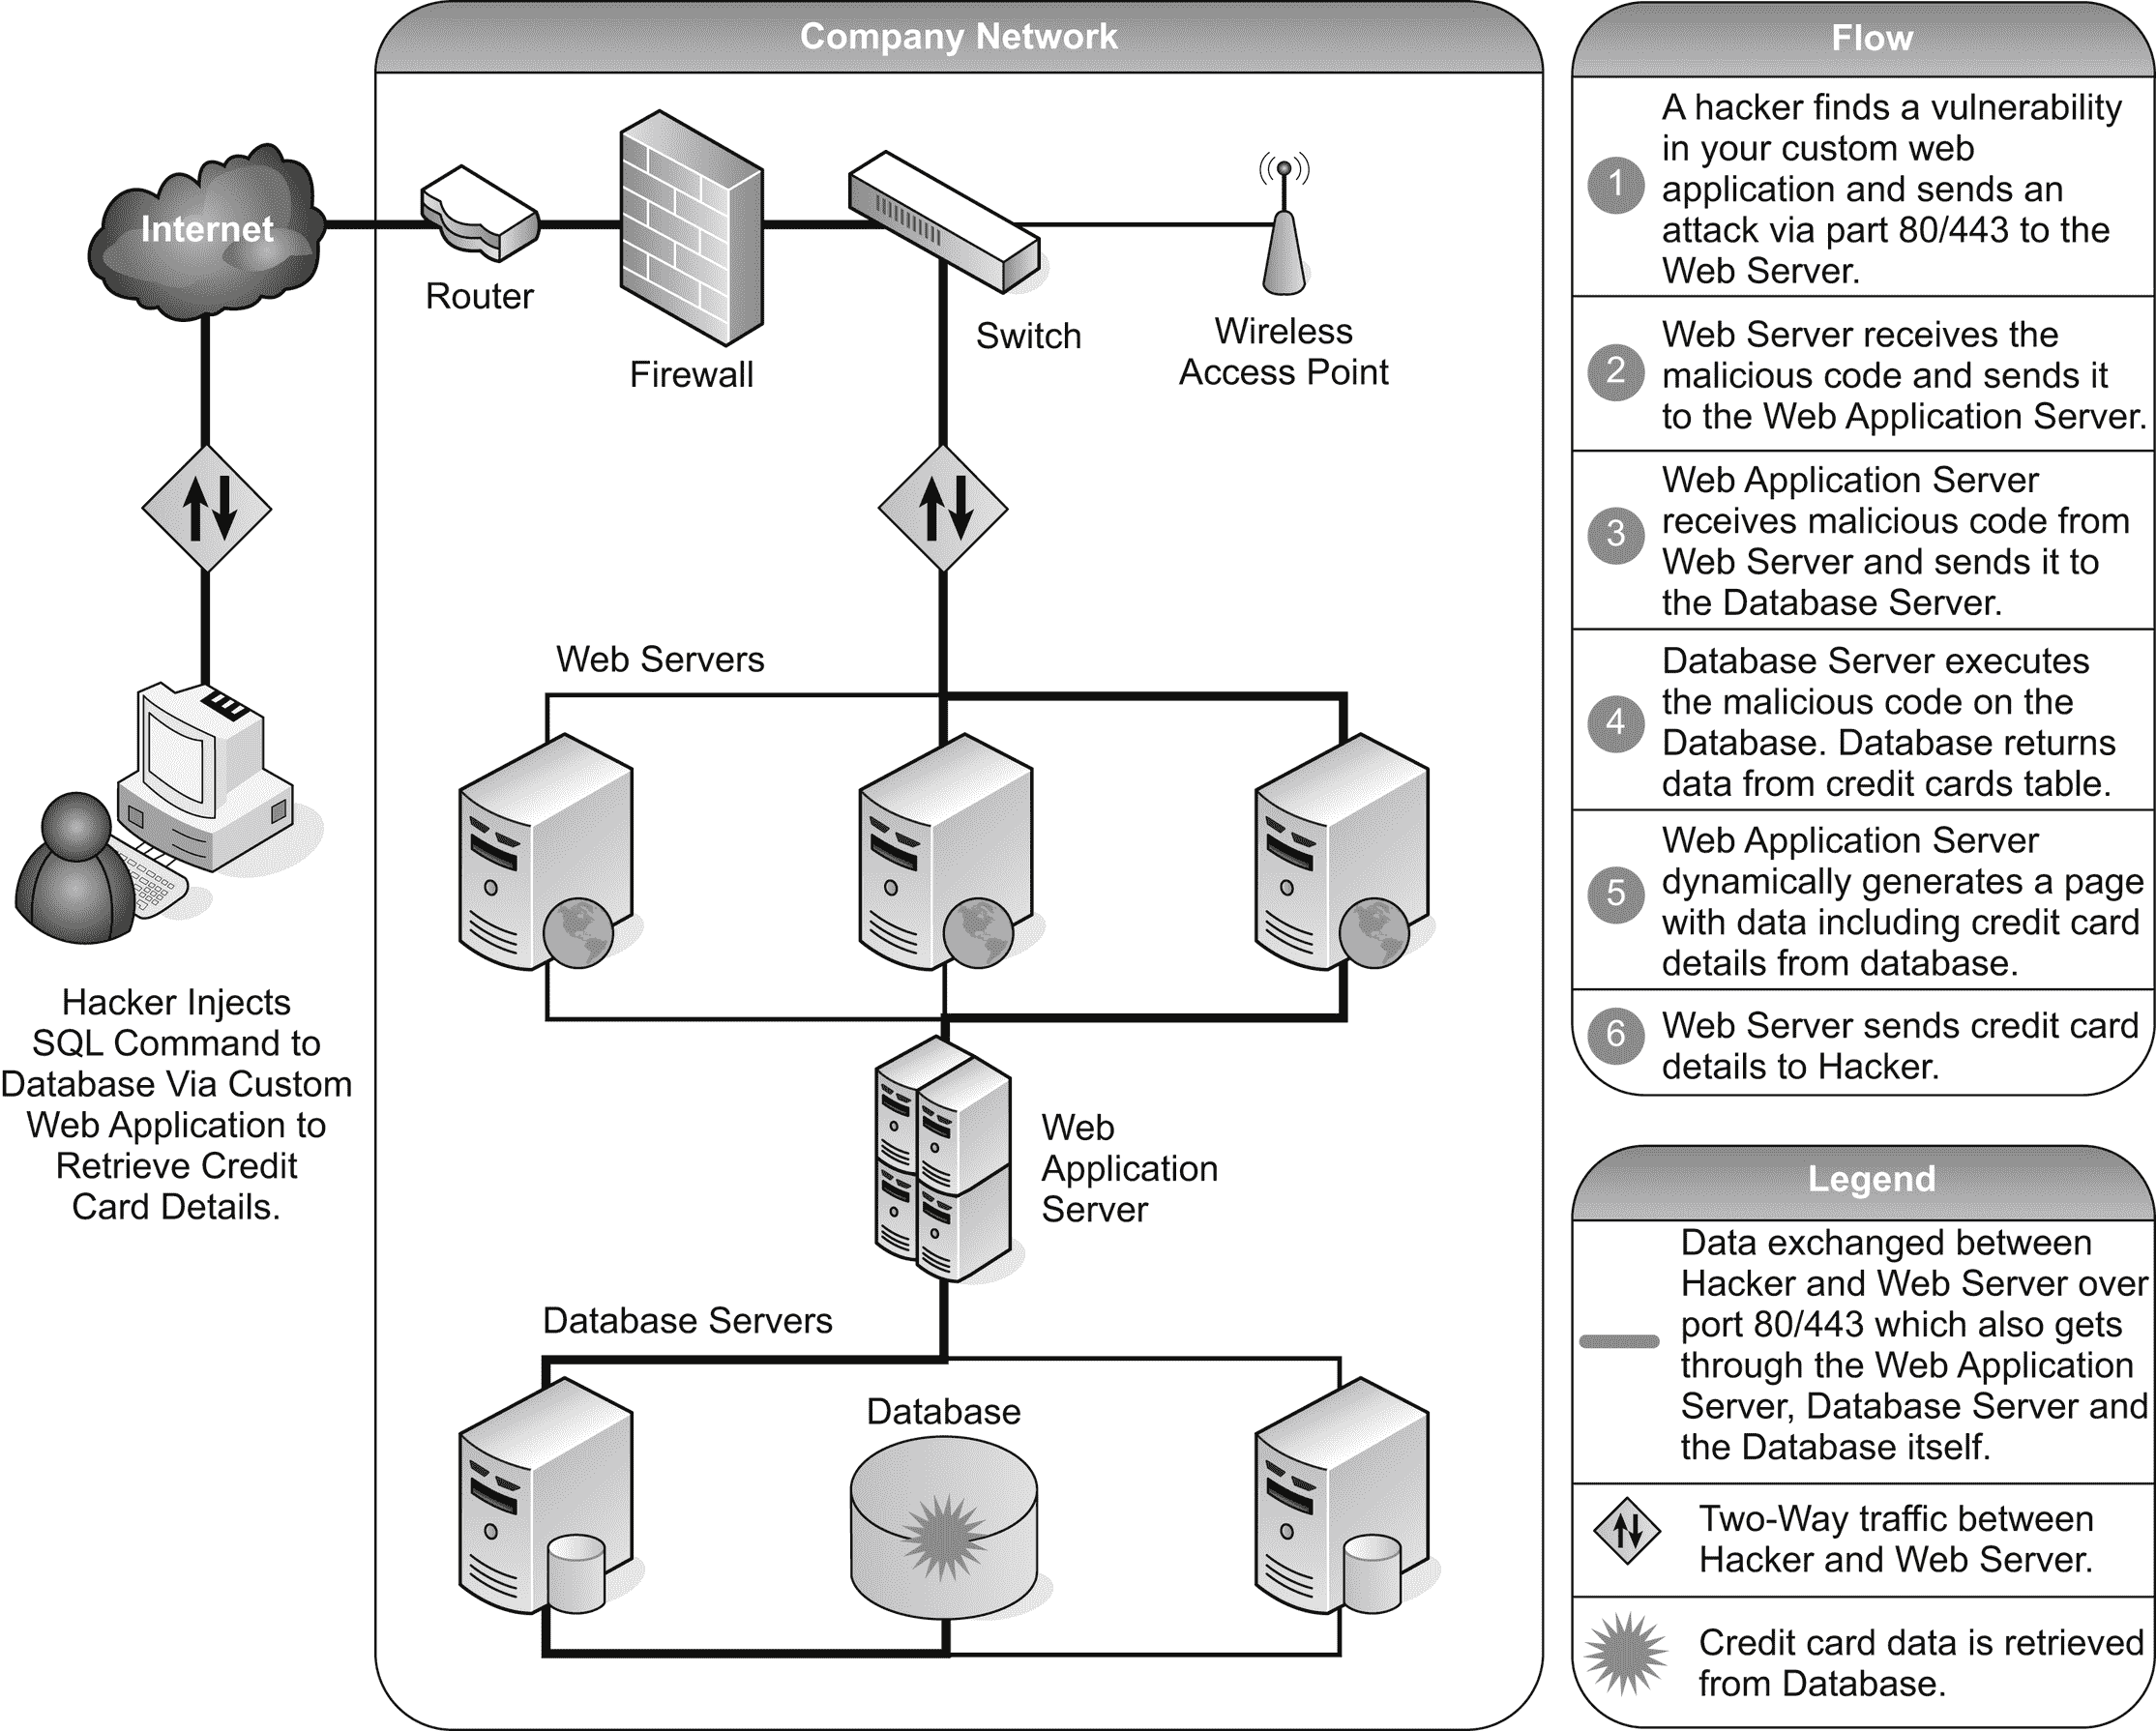 Company Network
Internet
Router
Firewall
Switch
Wireless
Access Point
Web Servers
Hacker Injects
SQL Command to
Database Via Custom
Web Application to
Retrieve Credit
Card Details.
Web
Application
Server
Database Servers
Database
Flow
1
A hacker finds a vulnerability
in your custom web
application and sends an
attack via part 80/443 to the
Web Server.
2
Web Server receives the
malicious code and sends it
to the Web Application Server.
3
Web Application Server
receives malicious code from
Web Server and sends it to
the Database Server.
4
Database Server executes
the malicious code on the
Database. Database returns
data from credit cards table.
5
Web Application Server
dynamically generates a page
with data including credit card
details from database.
6
Web Server sends credit card
details to Hacker.
Legend
Data exchanged between
Hacker and Web Server over
port 80/443 which also gets
through the Web Application
Server, Database Server and
the Database itself.
Two-Way traffic between
Hacker and Web Server.
Credit card data is retrieved
from Database.